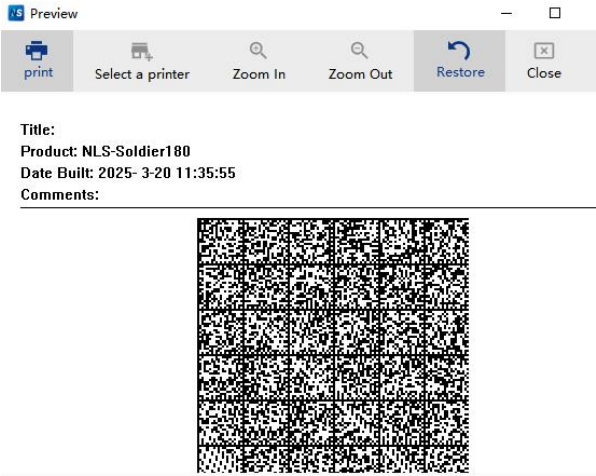 NS Preview
print Select a printer Zoom In Zoom Out Restore Close
Title:
Product: NLS-Soldier180
Date Built: 2025- 3-20 11:35:55
Comments: